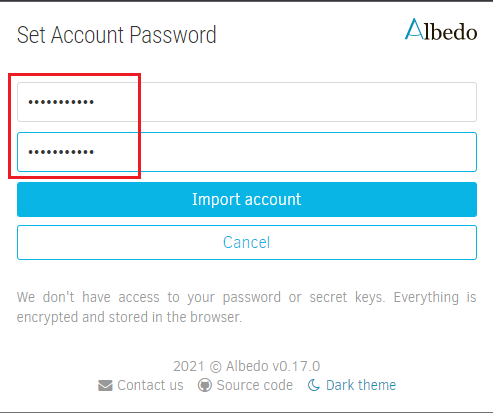 Set Account Password
Albedo
•••••••••••
•••••••••••
Import account
Cancel
We don't have access to your password or secret keys. Everything is
encrypted and stored in the browser.
2021 © Albedo v0.17.0
Contact us Source code Dark theme